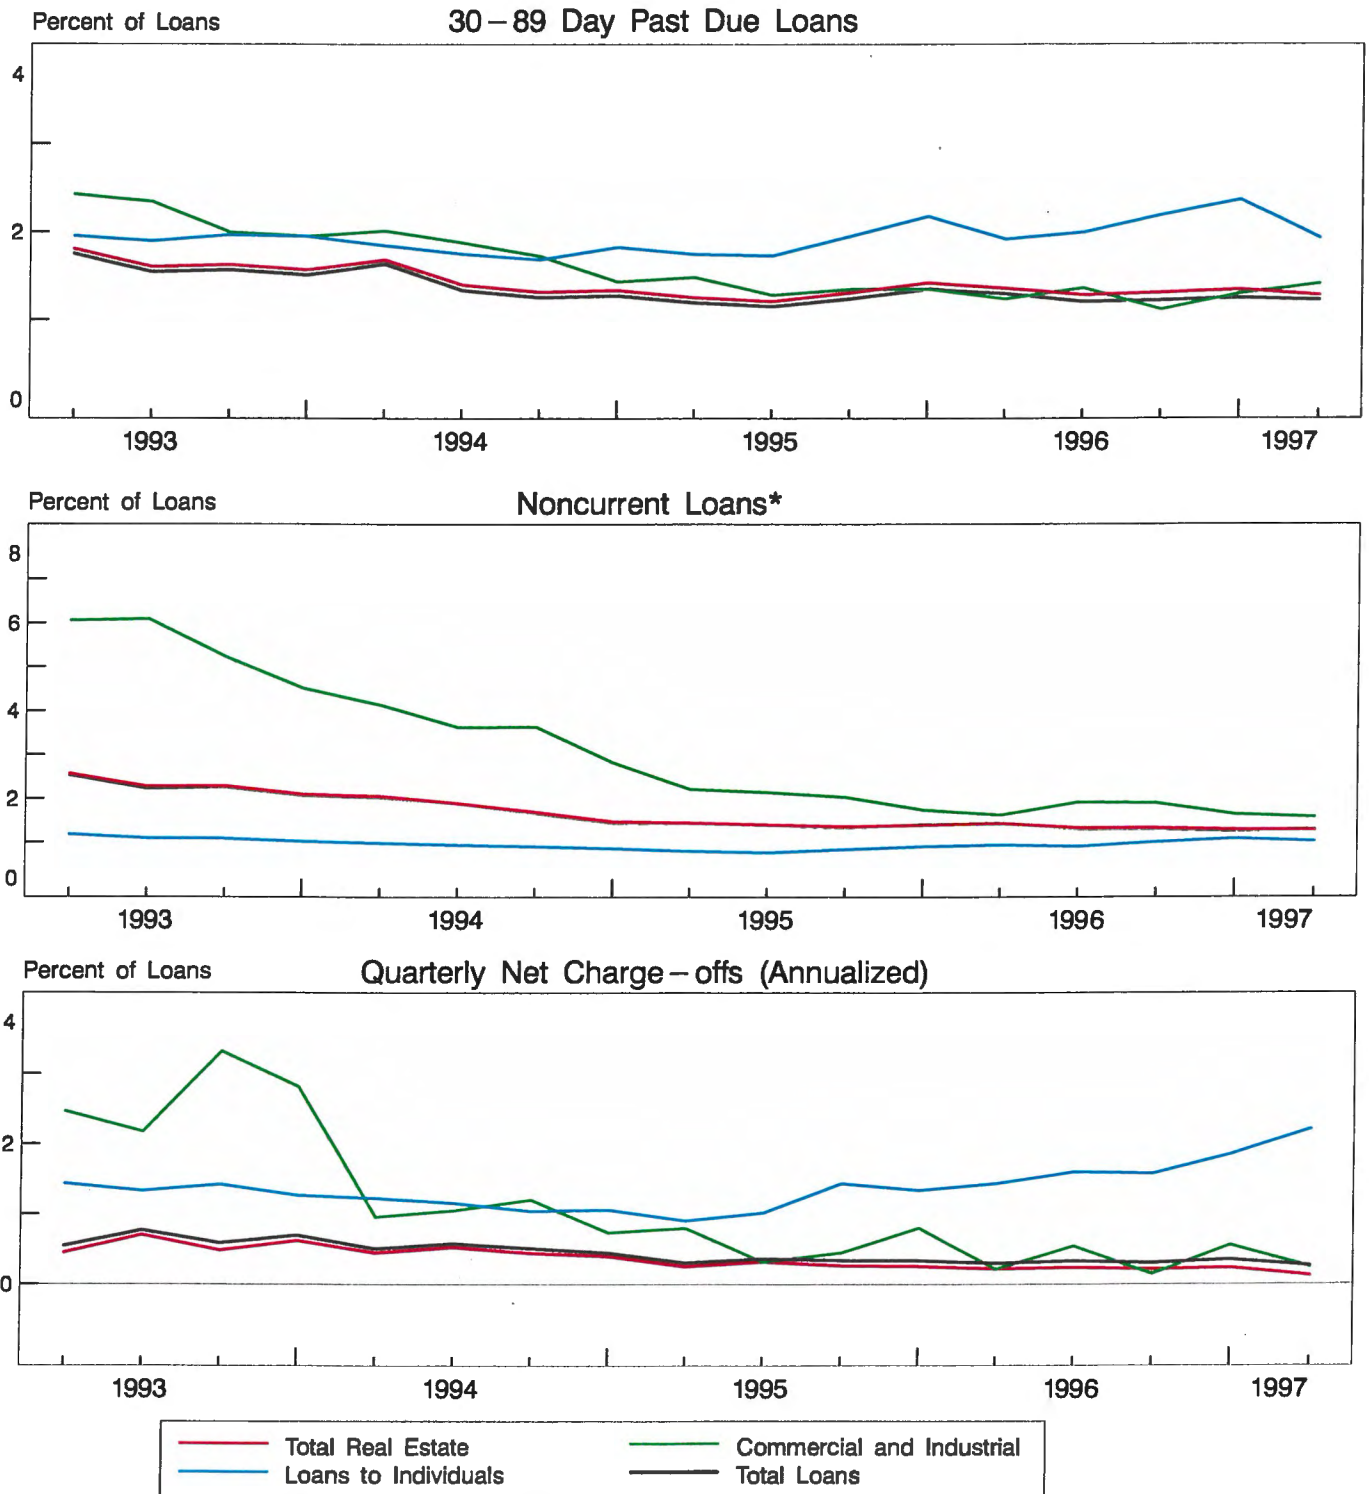 Percent of Loans
30–89 Day Past Due Loans
4
2
0
1993 1994 1995 1996 1997
Percent of Loans
Noncurrent Loans*
8
6
4
2
0
1993 1994 1995 1996 1997
Percent of Loans
Quarterly Net Charge–offs (Annualized)
4
2
0
1993 1994 1995 1996 1997
Total Real Estate
Commercial and Industrial
Loans to Individuals
Total Loans